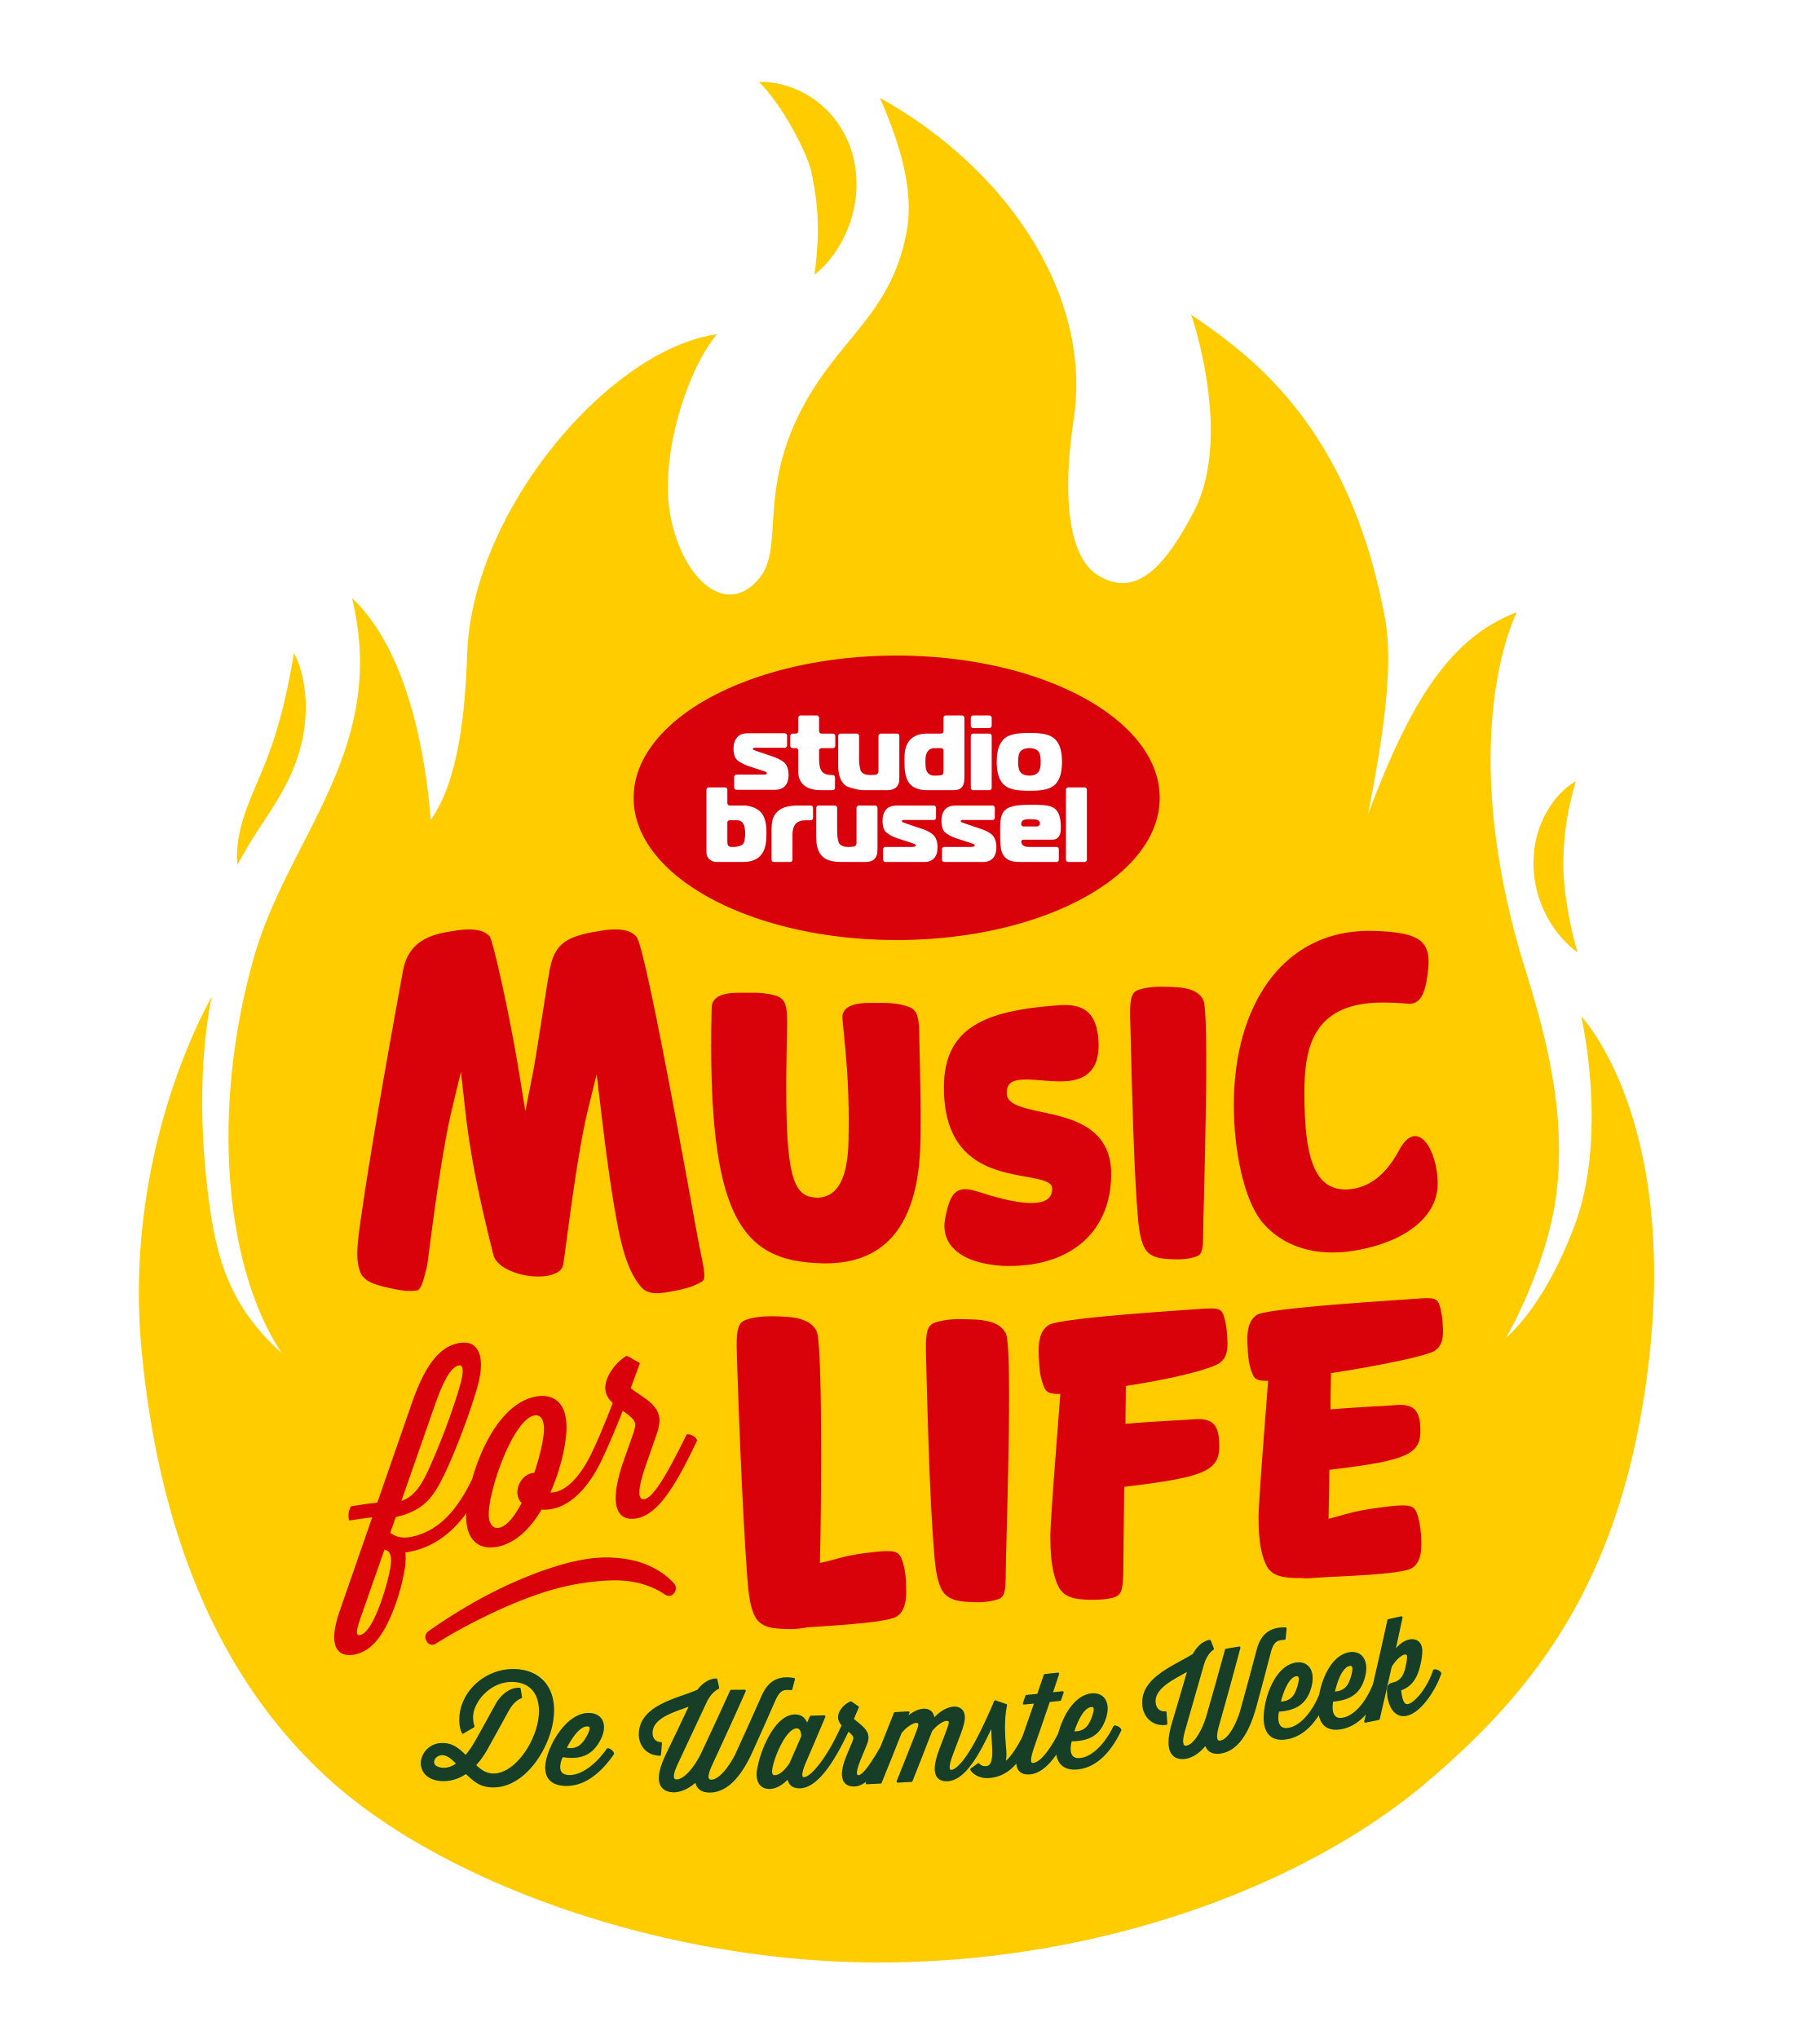 studio
brussel
MUSIC
for LIFE
De Warmste Week